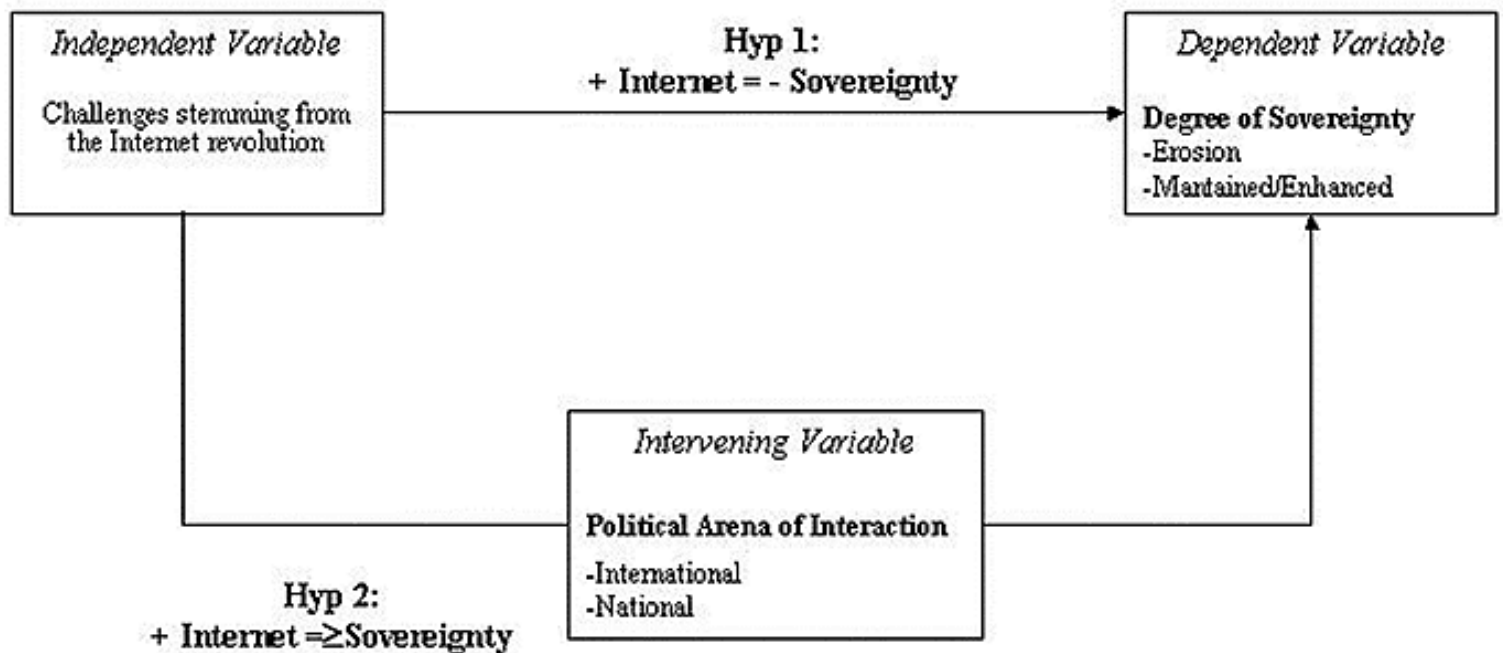 Independent Variable
Challenges stemming from
the Internet revolution
Hyp 1:
+ Internet = - Sovereignty
Dependent Variable
Degree of Sovereignty
-Erosion
-Mantained/Enhanced
Intervening Variable
Political Arena of Interaction
-International
-National
Hyp 2:
+ Internet =≥Sovereignty